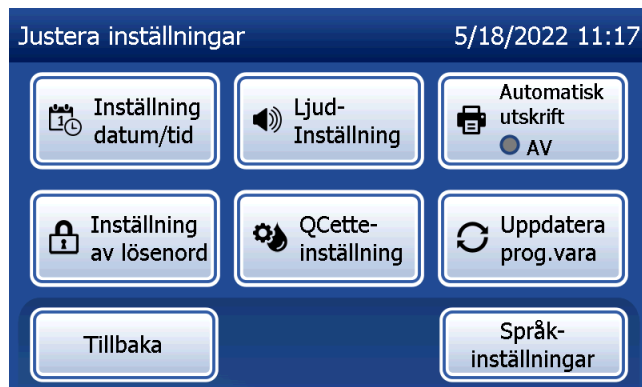 Justera inställningar 5/18/2022 11:17
Inställning
datum/tid
Ljud-
Inställning
Automatisk
utskrift
AV
Inställning
av lösenord
QCette-
inställning
Uppdatera
prog.vara
Tillbaka
Språk-
inställningar